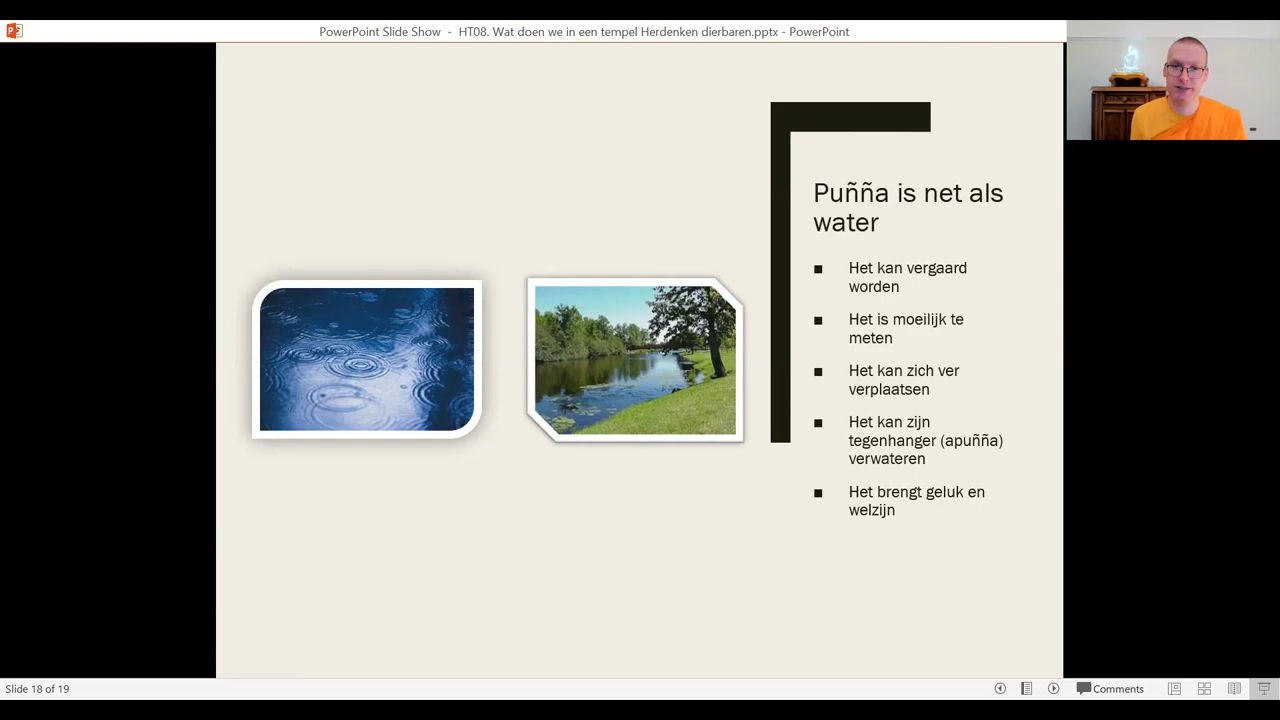 PowerPoint Slide Show - HT08. Wat doen we in een tempel Herdenken dierbaren.pptx - PowerPoint
Puñña is net als
water
■ Het kan vergaard
worden
■ Het is moeilijk te
meten
■ Het kan zich ver
verplaatsen
■ Het kan zijn
tegenhanger (apuñña)
verwateren
■ Het brengt geluk en
welzijn
Slide 18 of 19
Comments